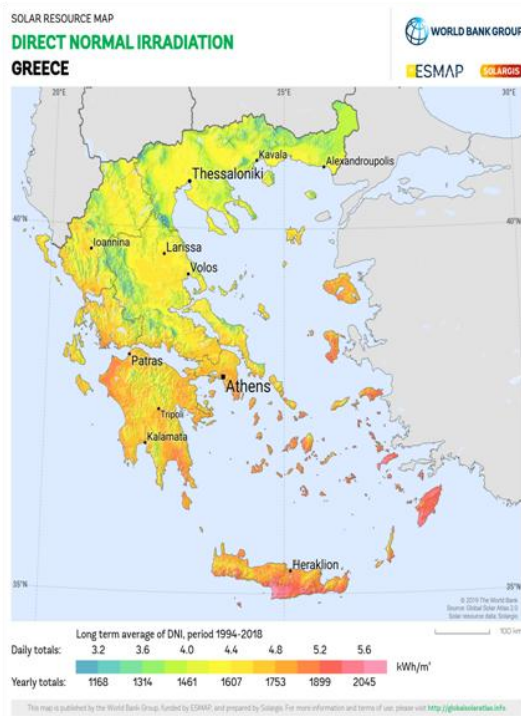 SOLAR RESOURCE MAP
DIRECT NORMAL IRRADIATION
GREECE
WORLD BANK GROUP
ESMAP
SOLARGIS
20°E
25°E
30°E
Kavala
Alexandroupolis
Thessaloniki
40°N
40°N
Ioannina
Larissa
Volos
Patras
Athens
Tripoli
Kalamata
Heraklion
35°N
35°N
© 2019 The World Bank
Source: Global Solar Atlas 2.0
Solar resource data: Solargis.
100 km
Long term average of DNI, period 1994-2018
Daily totals: 3.2 3.6 4.0 4.4 4.8 5.2 5.6
kWh/m²
Yearly totals: 1168 1314 1461 1607 1753 1899 2045
This map is published by the World Bank Group, funded by ESMAP, and prepared by Solargis. For more information and terms of use, please visit http://globalsolaratlas.info.